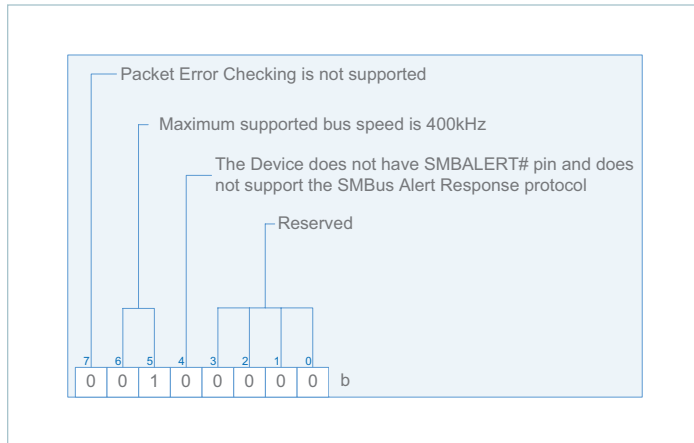 Packet Error Checking is not supported
Maximum supported bus speed is 400kHz
The Device does not have SMBALERT# pin and does
not support the SMBus Alert Response protocol
Reserved
7 6 5 4 3 2 1 0
0 0 1 0 0 0 0 0 b